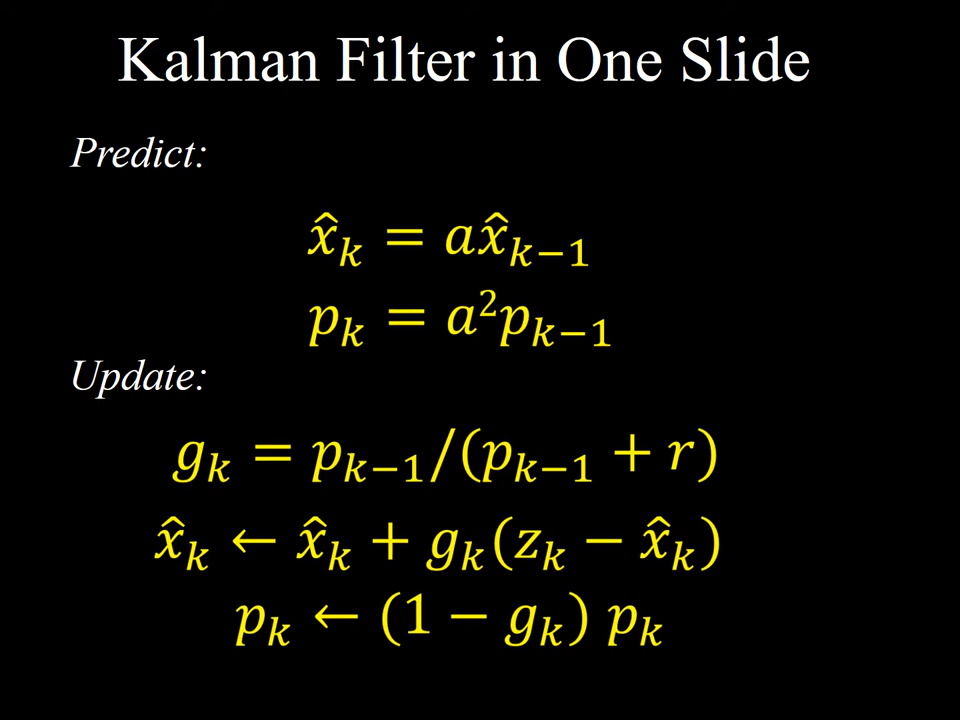 Kalman Filter in One Slide
Predict:
x̂ₖ = ax̂ₖ₋₁
pₖ = a²pₖ₋₁
Update:
gₖ = pₖ₋₁/(pₖ₋₁ + r)
x̂ₖ ← x̂ₖ + gₖ(zₖ − x̂ₖ)
pₖ ← (1 − gₖ) pₖ